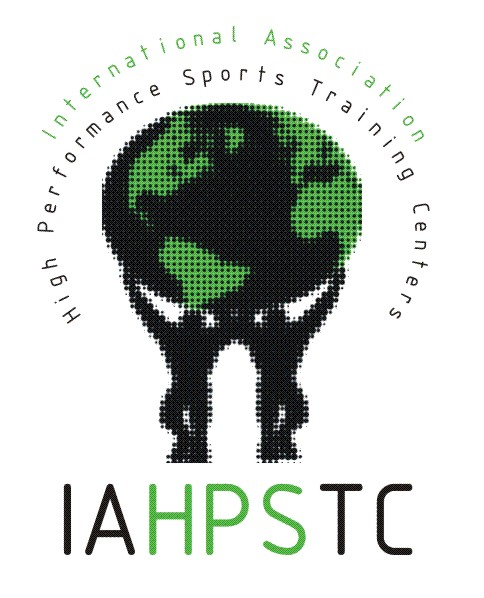 International Association
High Performance Sports Training Centers
IAHPSTC